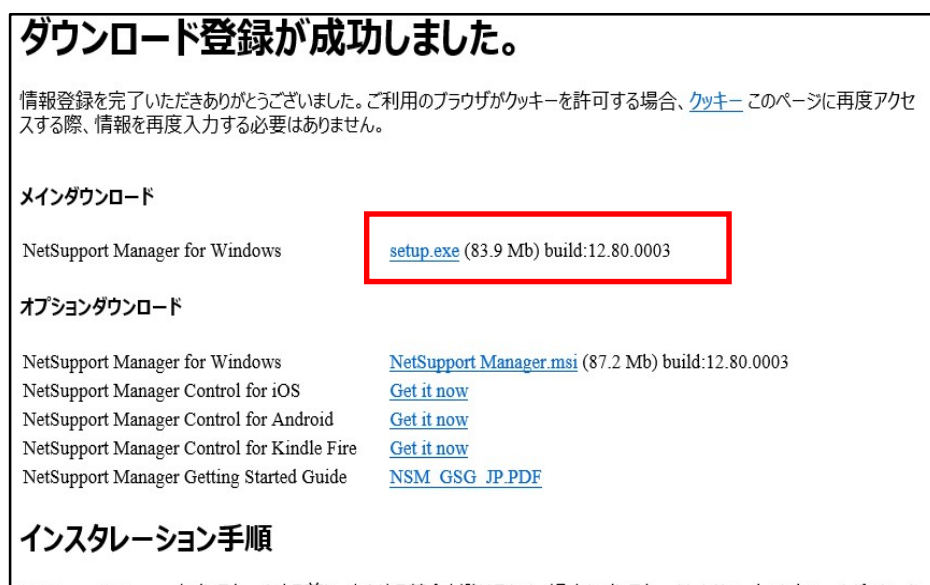 ダウンロード登録が成功しました。
情報登録を完了いただきありがとうございました。ご利用のブラウザがクッキーを許可する場合、クッキー このページに再度アクセ
スする際、情報を再度入力する必要はありません。
メインダウンロード
NetSupport Manager for Windows setup.exe (83.9 Mb) build:12.80.0003
オプションダウンロード
NetSupport Manager for Windows NetSupport Manager.msi (87.2 Mb) build:12.80.0003
NetSupport Manager Control for iOS Get it now
NetSupport Manager Control for Android Get it now
NetSupport Manager Control for Kindle Fire Get it now
NetSupport Manager Getting Started Guide NSM_GSG_JP.PDF
インスタレーション手順